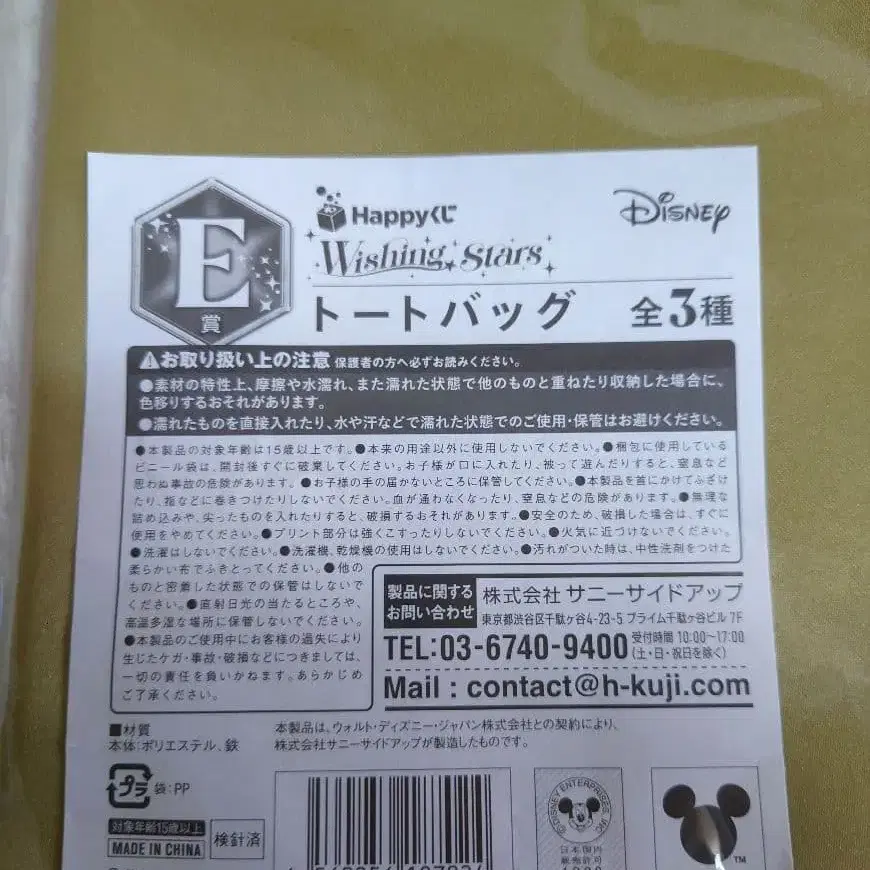 E
賞
Happyくじ
Disney
Wishing Stars
トートバッグ 全3種
お取り扱い上の注意 保護者の方へ必ずお読みください。
●素材の特性上、摩擦や水濡れ、また濡れた状態で他のものと重ねたり収納した場合に、
色移りするおそれがあります。
●濡れたものを直接入れたり、水や汗などで濡れた状態でのご使用・保管はお避けください。
●本製品の対象年齢は15歳以上です。●本来の用途以外に使用しないでください。●梱包に使用している
ビニール袋は、開封後すぐに破棄してください。お子様が口に入れたり、被って遊んだりすると、窒息など
思わぬ事故の危険があります。●お子様の手の届かないところに保管してください。●本製品を首にかけてふざけ
たり、指などに巻きつけたりしないでください。血が通わなくなったり、窒息などの危険があります。●無理な
詰め込みや、尖ったものを入れたりすると、破損するおそれがあります。●安全のため、破損した場合は、すぐに
使用をやめてください。●プリント部分は強くこすったりしないでください。●火気に近づけないでください。
●洗濯はしないでください。●洗濯機、乾燥機の使用はしないでください。●汚れがついた時は、中性洗剤をつけた
柔らかい布でふきとってください。●他の
ものと密着した状態での保管はしないで
ください。●直射日光の当たるところや、
高温多湿な場所に保管しないでください。
●本製品のご使用中にお客様の過失により
生じたケガ・事故・破損などにつきましては、
一切の責任を負いかねます。あらかじめ
ご了承ください。
製品に関する
お問い合わせ
株式会社 サニーサイドアップ
東京都渋谷区千駄ヶ谷4-23-5 プライム千駄ヶ谷ビル 7F
TEL:03-6740-9400 受付時間 10:00~17:00
(土・日・祝日を除く)
Mail : contact@h-kuji.com
■材質
本体:ポリエステル、鉄
本製品は、ウォルト・ディズニー・ジャパン株式会社との契約により、
株式会社サニーサイドアップが製造したものです。
プラ 袋:PP
対象年齢15歳以上
MADE IN CHINA
検針済
©DISNEY ENTERPRISES, INC.
日本国内
販売許可
TM